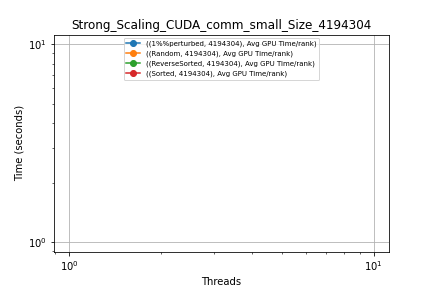 Strong_Scaling_CUDA_comm_small_Size_4194304
10¹
((1%%perturbed, 4194304), Avg GPU Time/rank)
((Random, 4194304), Avg GPU Time/rank)
((ReverseSorted, 4194304), Avg GPU Time/rank)
((Sorted, 4194304), Avg GPU Time/rank)
Time (seconds)
10⁰
10⁰ 10¹
Threads